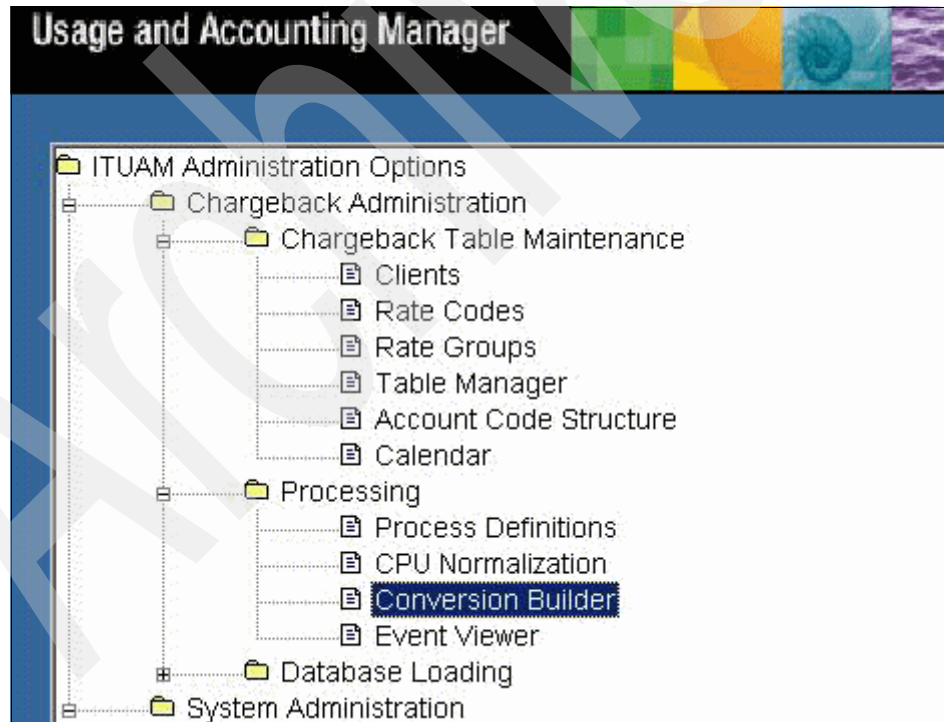 Usage and Accounting Manager
ITUAM Administration Options
Chargeback Administration
Chargeback Table Maintenance
Clients
Rate Codes
Rate Groups
Table Manager
Account Code Structure
Calendar
Processing
Process Definitions
CPU Normalization
Conversion Builder
Event Viewer
Database Loading
System Administration
Archive